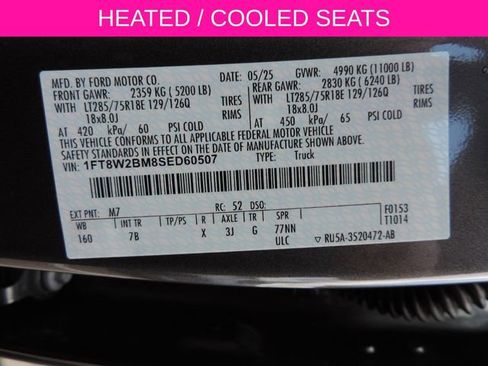 HEATED / COOLED SEATS
MFD. BY FORD MOTOR CO.
DATE: 05/25 GVWR: 4990 KG (11000 LB)
FRONT GAWR: 2359 KG (5200 LB)
REAR GAWR: 2830 KG (6240 LB)
WITH LT285/75R18E 129/126Q TIRES
WITH LT285/75R18E 129/126Q TIRES
18x8.0J RIMS
18x8.0J RIMS
AT 420 kPa/ 60 PSI COLD
AT 450 kPa/ 65 PSI COLD
THIS VEHICLE CONFORMS TO ALL APPLICABLE FEDERAL MOTOR VEHICLE
SAFETY STANDARDS IN EFFECT ON THE DATE OF MANUFACTURE SHOWN ABOVE.
SAFETY BUMPER, AND THEFT PREVENTION
VIN: 1FT8W2BM8SED60507
TYPE: Truck
EXT PNT: M7 RC: 52 DSO:
WB INT TR TP/PS R AXLE TR SPR
160 7B X 3J G 77NN
ULC
F0153
T1014
▽ RU5A-3520472-AB